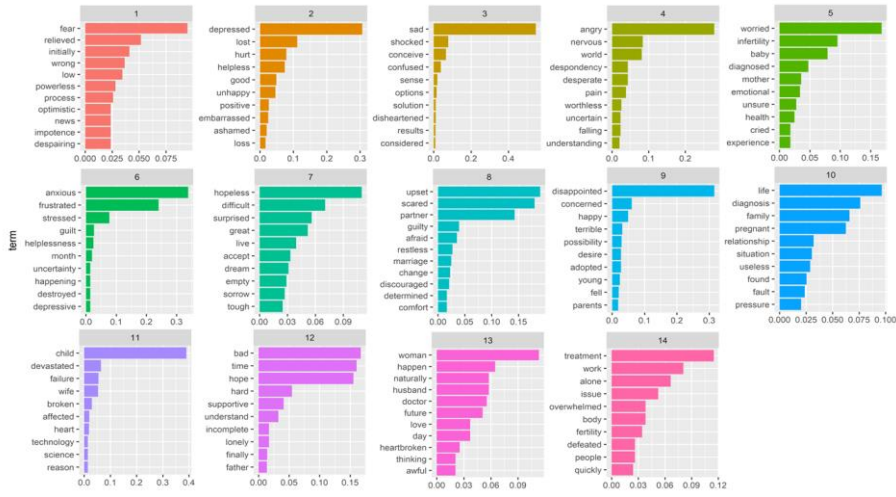 1
fear
relieved
initially
wrong
low
powerless
process
optimistic
news
impotence
despairing
0.000 0.025 0.050 0.075
2
depressed
lost
hurt
helpless
good
unhappy
positive
embarrassed
ashamed
loss
0.0 0.1 0.2 0.3
3
sad
shocked
conceive
confused
sense
options
solution
disheartened
results
considered
0.0 0.2 0.4
4
angry
nervous
world
despondency
desperate
pain
worthless
uncertain
falling
understanding
0.0 0.1 0.2
5
worried
infertility
baby
diagnosed
mother
emotional
unsure
health
cried
experience
0.00 0.05 0.10 0.15
term
6
anxious
frustrated
stressed
guilt
helplessness
month
uncertainty
happening
destroyed
depressive
0.0 0.1 0.2 0.3
7
hopeless
difficult
surprised
great
live
accept
dream
empty
sorrow
tough
0.00 0.03 0.06 0.09
8
upset
scared
partner
guilty
afraid
restless
marriage
change
discouraged
determined
comfort
0.00 0.05 0.10 0.15
9
disappointed
concerned
happy
terrible
possibility
desire
adopted
young
fell
parents
0.0 0.1 0.2 0.3
10
life
diagnosis
family
pregnant
relationship
situation
useless
found
fault
pressure
0.000 0.025 0.050 0.075 0.100
11
child
devastated
failure
wife
broken
affected
heart
technology
science
reason
0.0 0.1 0.2 0.3 0.4
12
bad
time
hope
hard
supportive
understand
incomplete
lonely
finally
father
0.00 0.05 0.10 0.15
13
woman
happen
naturally
husband
doctor
future
love
day
heartbroken
thinking
awful
0.00 0.03 0.06 0.09
14
treatment
work
alone
issue
overwhelmed
body
fertility
defeated
people
quickly
0.00 0.03 0.06 0.09 0.12